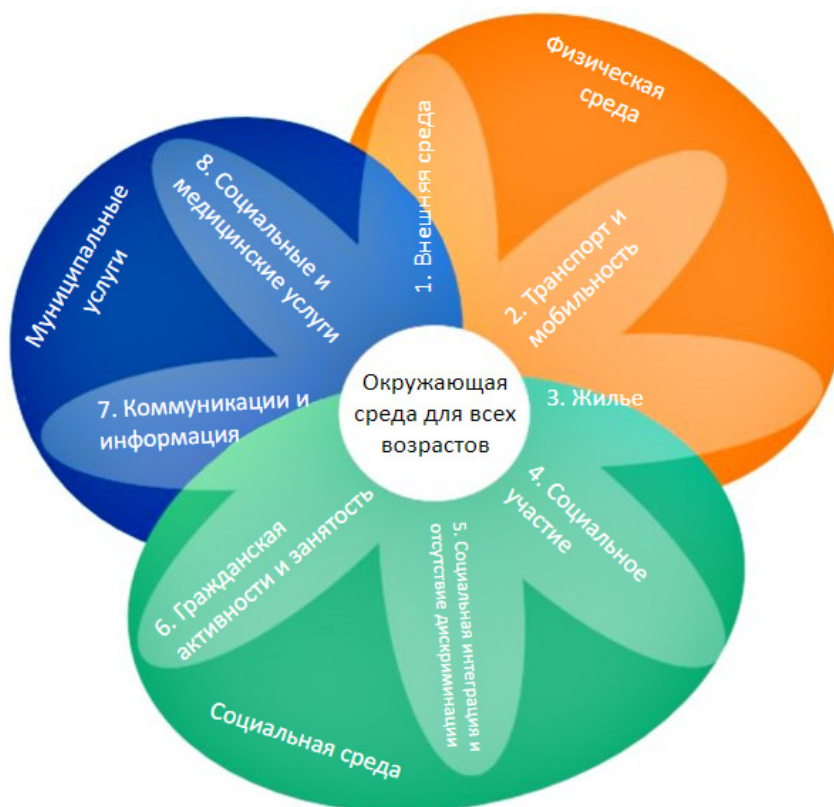 Физическая
среда
1. Внешняя среда
2. Транспорт и
мобильность
3. Жилье
4. Социальное
участие
5. Социальная интеграция и
отсутствие дискриминации
6. Гражданская
активности и занятость
Социальная среда
7. Коммуникации и
информация
8. Социальные и
медицинские услуги
Муниципальные
услуги
Окружающая
среда для всех
возрастов